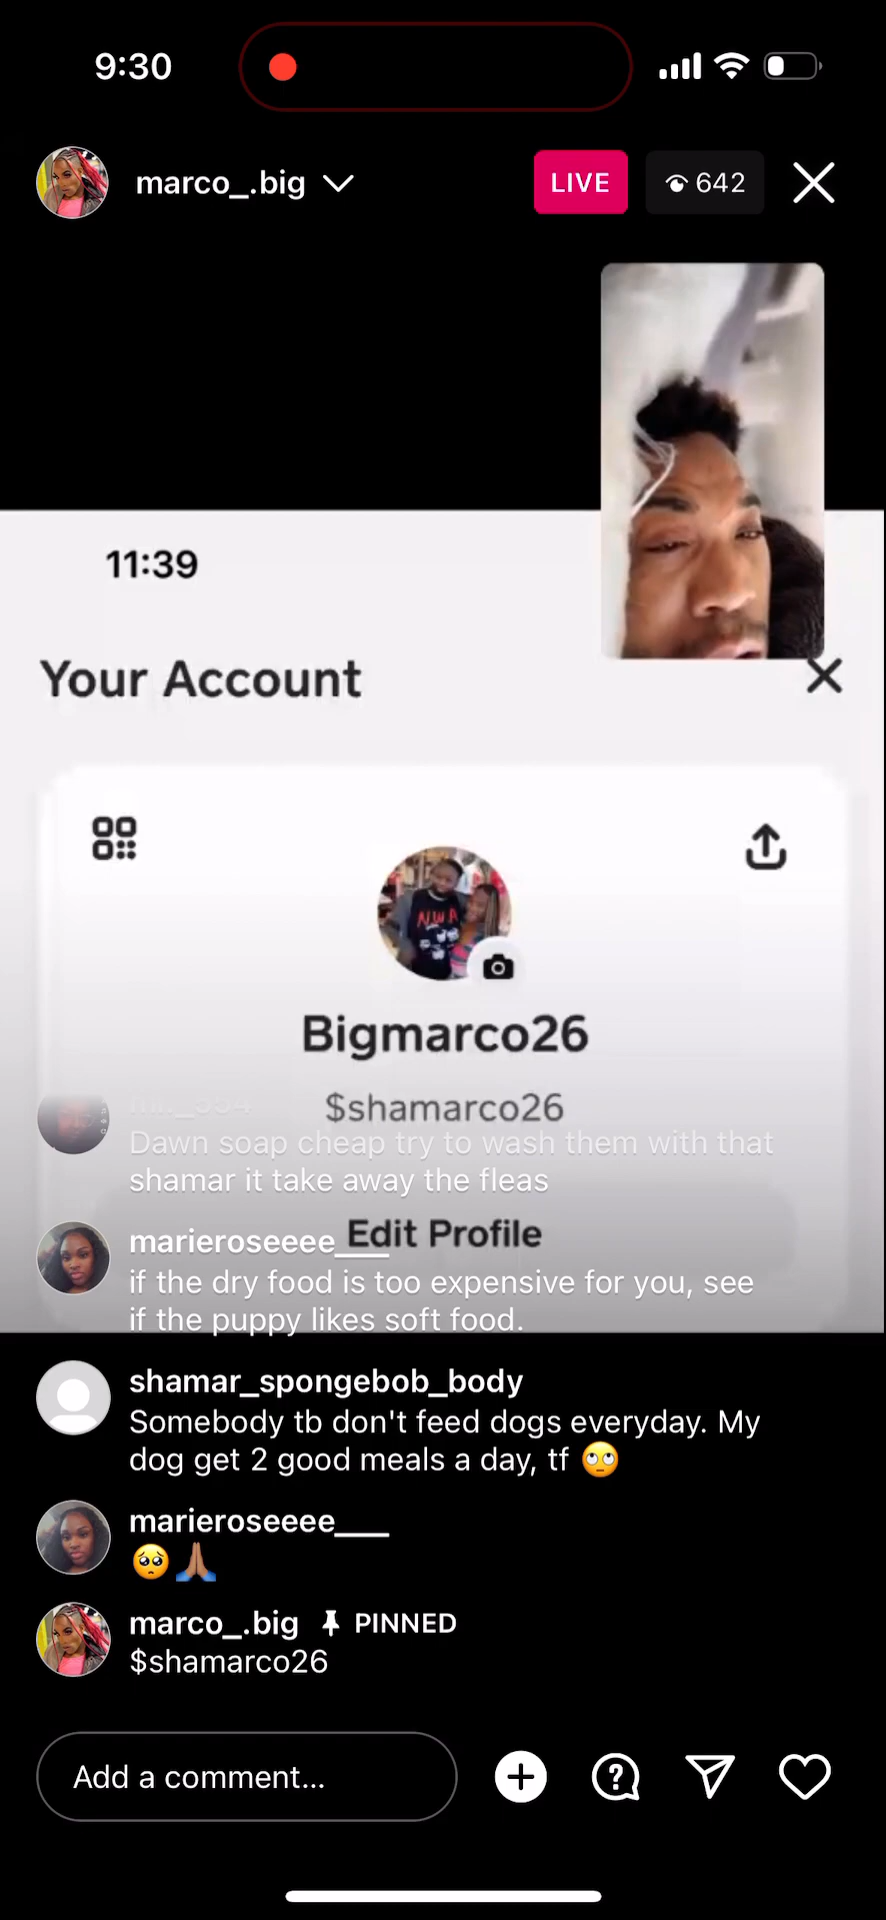 9:30
marco_.big
LIVE
642
11:39
Your Account
NWA
Bigmarco26
$shamarco26
Dawn soap cheap try to wash them with that
shamar it take away the fleas
Edit Profile
marieroseeee___
if the dry food is too expensive for you, see
if the puppy likes soft food.
shamar_spongebob_body
Somebody tb don't feed dogs everyday. My
dog get 2 good meals a day, tf 🙄
marieroseeee___
🥺🙏🏽
marco_.big PINNED
$shamarco26
Add a comment...